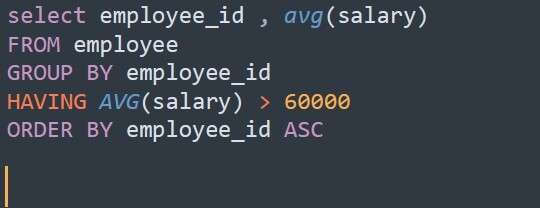 select employee_id , avg(salary)
FROM employee
GROUP BY employee_id
HAVING AVG(salary) > 60000
ORDER BY employee_id ASC